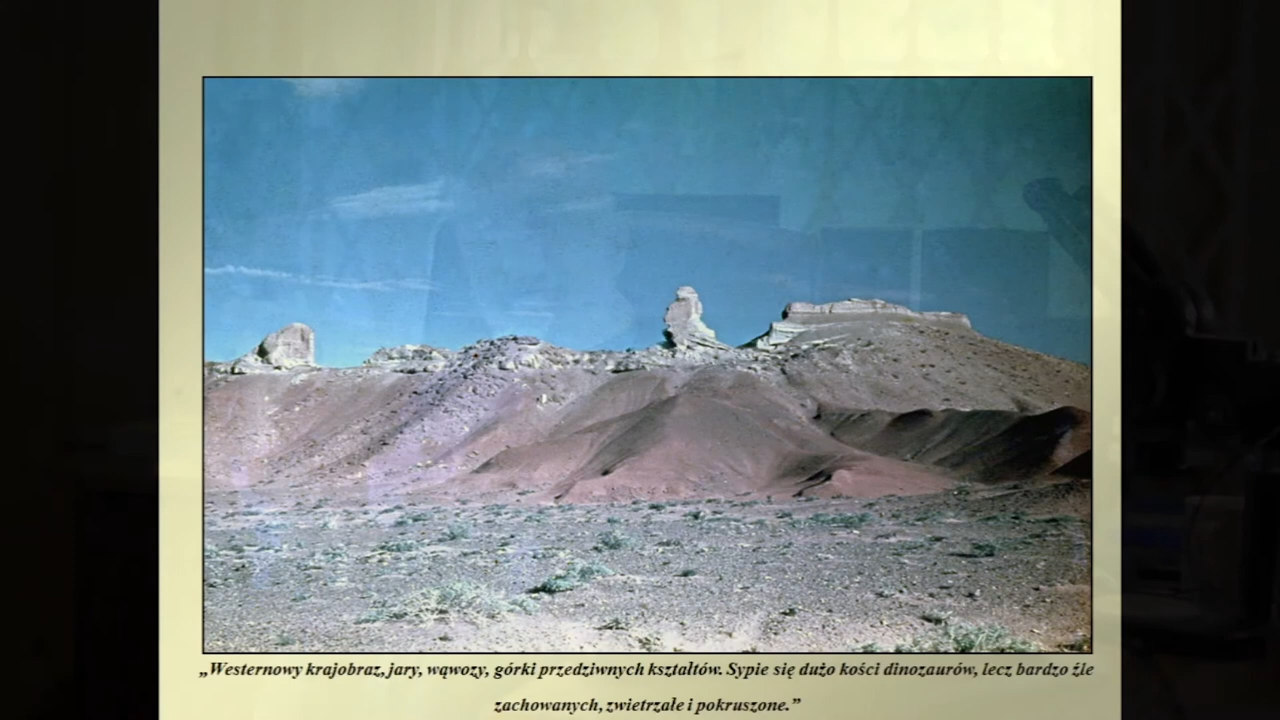 „Westernowy krajobraz, jary, wąwozy, górki przedziwnych kształtów. Sypie się dużo kości dinozaurów, lecz bardzo źle
zachowanych, zwietrzałe i pokruszone.”